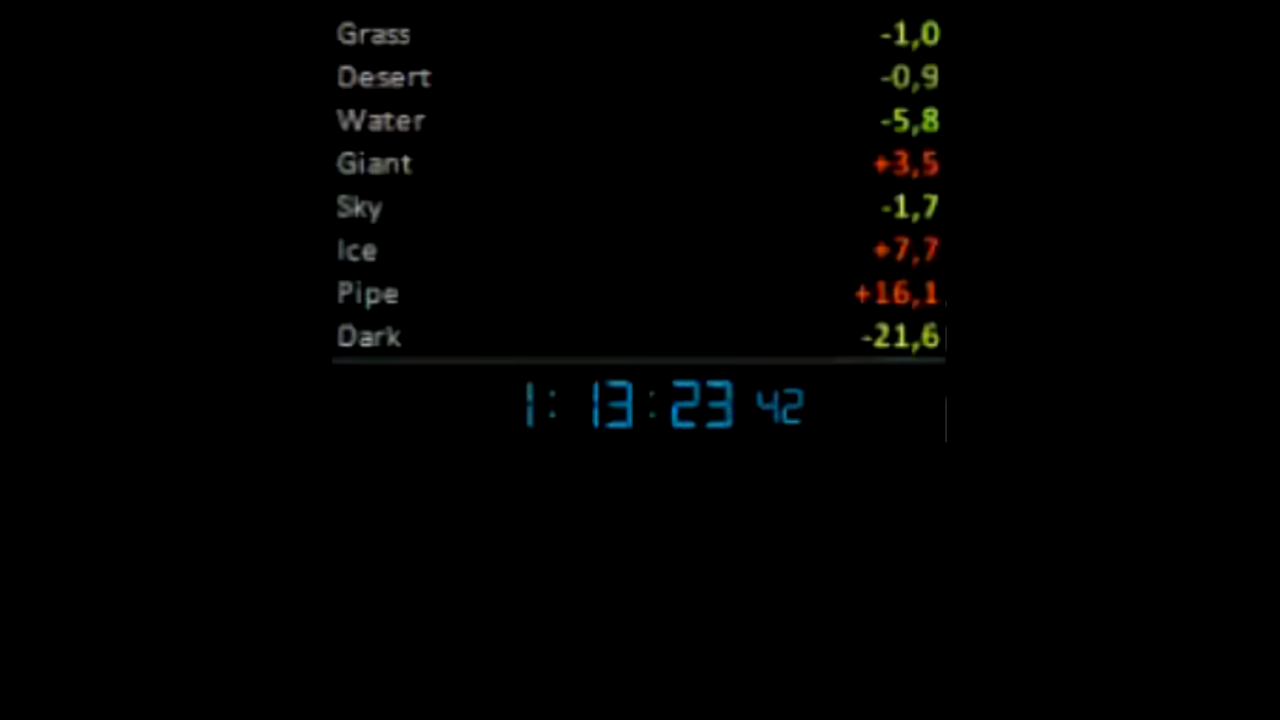 Grass -1,0
Desert -0,9
Water -5,8
Giant +3,5
Sky -1,7
Ice +7,7
Pipe +16,1
Dark -21,6
1: 13:23 42